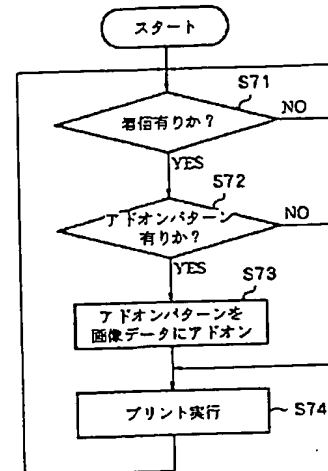 スタート
S71
着信有りか？
NO
YES
S72
アドオンパターン
有りか？
NO
YES
S73
アドオンパターンを
画像データにアドオン
プリント実行
S74